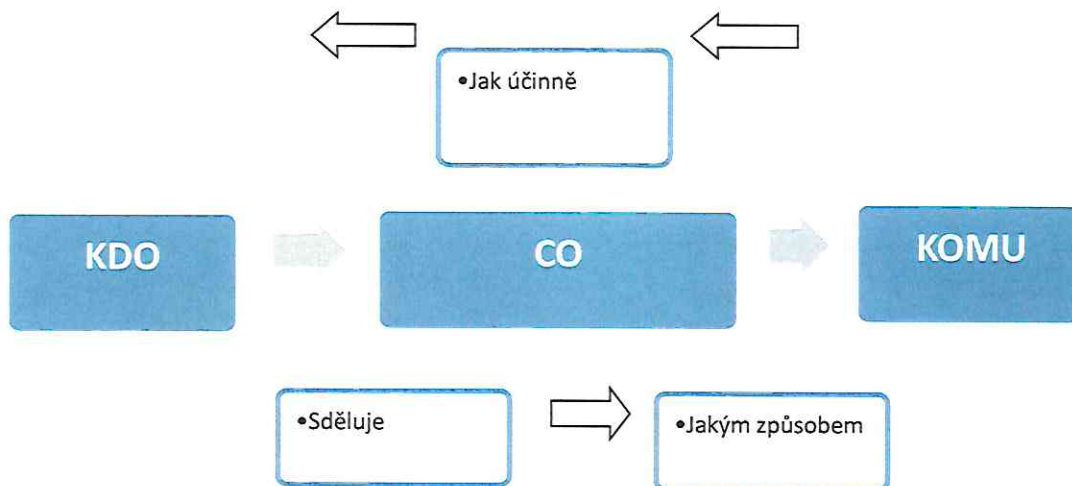 •Jak účinně
KDO
CO
KOMU
•Sděluje
•Jakým způsobem